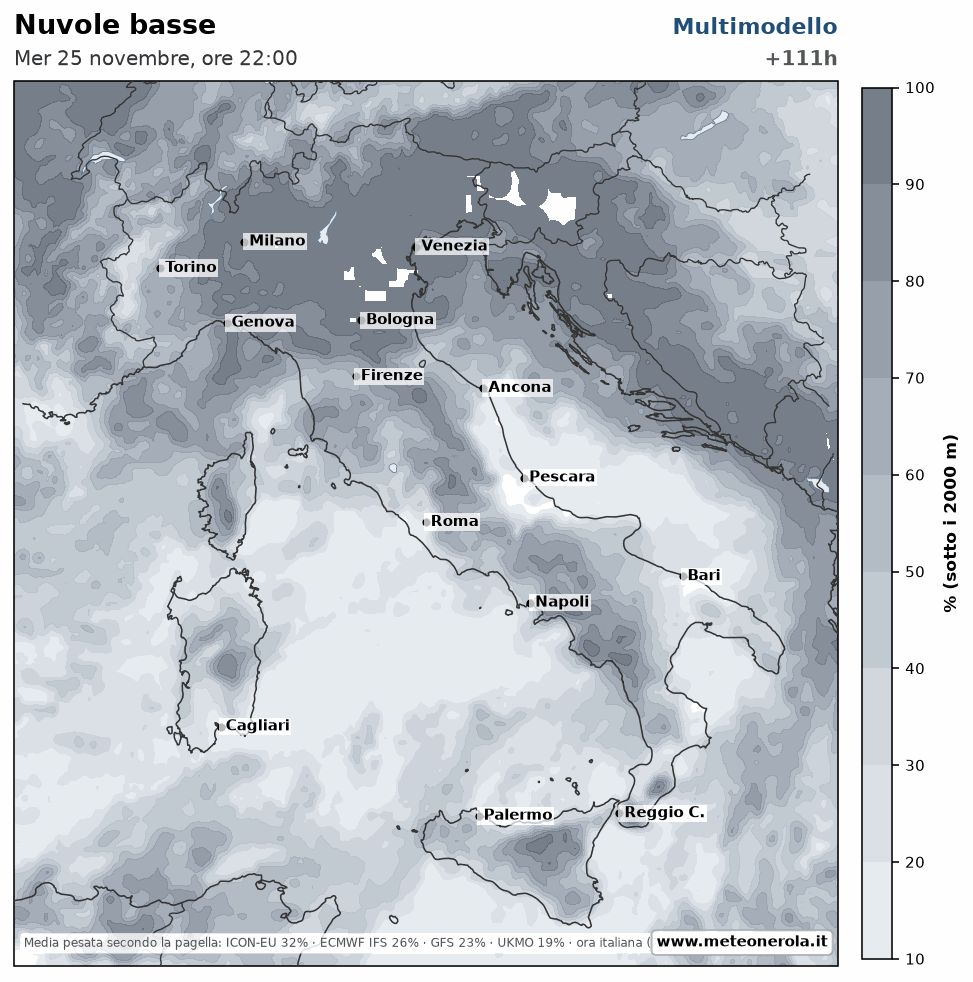 Nuvole basse
Multimodello
Mer 25 novembre, ore 22:00
+111h
100
90
80
70
60
50
40
30
20
10
% (sotto i 2000 m)
Milano
Venezia
Torino
Genova
Bologna
Firenze
Ancona
Pescara
Roma
Bari
Napoli
Cagliari
Palermo
Reggio C.
Media pesata secondo la pagella: ICON-EU 32% · ECMWF IFS 26% · GFS 23% · UKMO 19% · ora italiana (
www.meteonerola.it